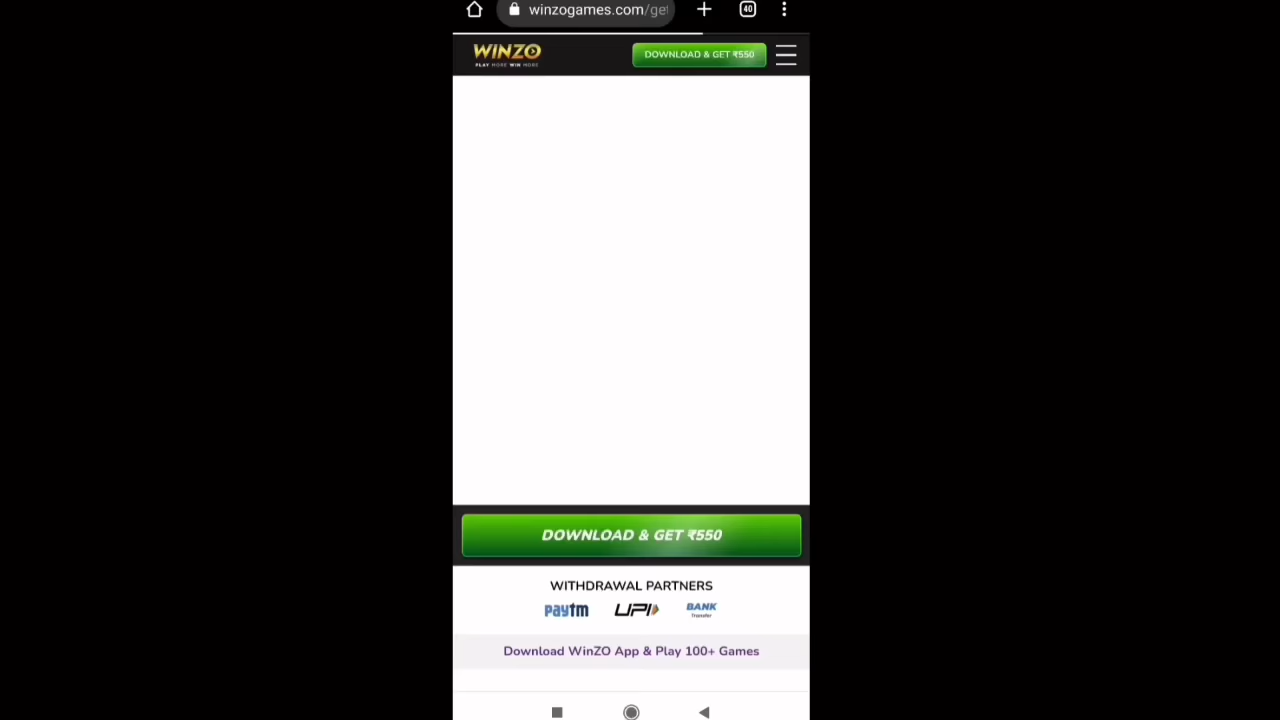 winzogames.com/get
40
WINZO
PLAY MORE WIN MORE
DOWNLOAD & GET ₹550
DOWNLOAD & GET ₹550
WITHDRAWAL PARTNERS
paytm UPI BANK Transfer
Download WinZO App & Play 100+ Games